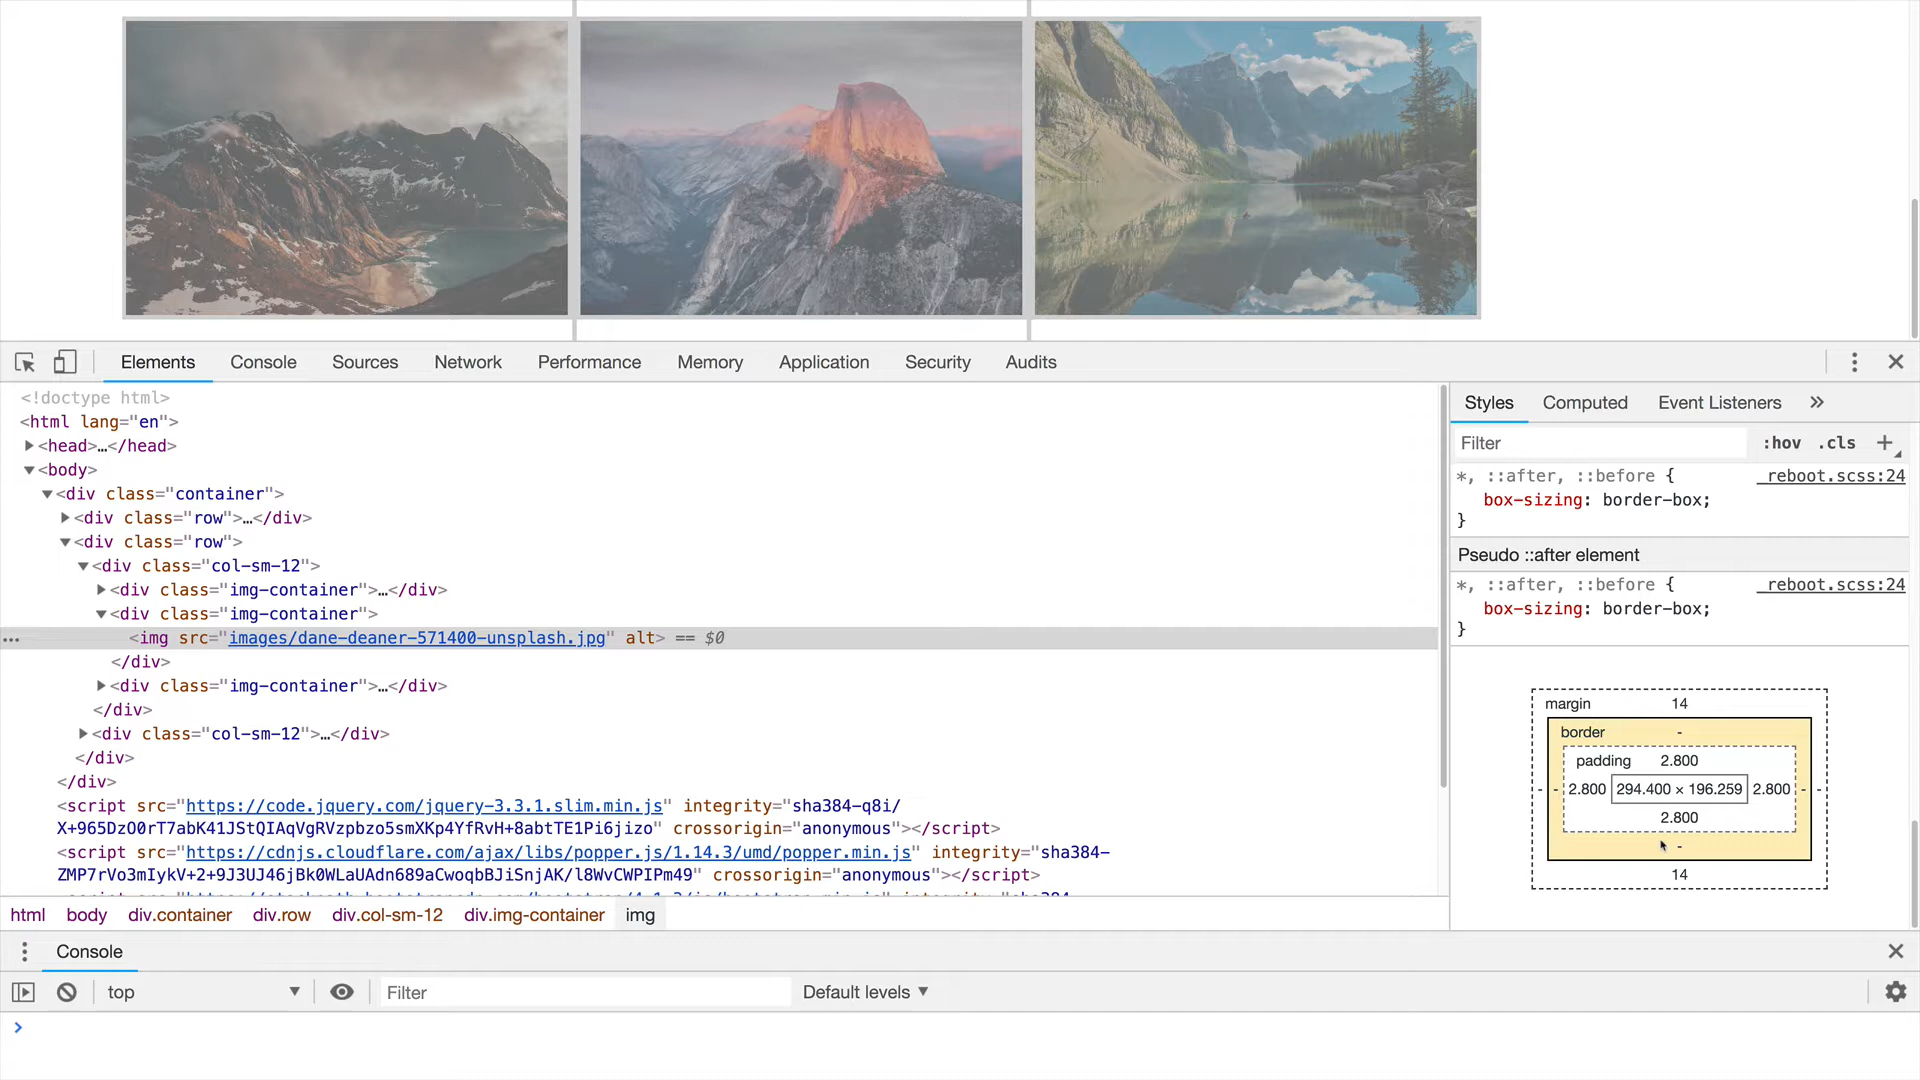 Elements Console Sources Network Performance Memory Application Security Audits
<!doctype html>
<html lang="en">
<head>…</head>
<body>
<div class="container">
<div class="row">…</div>
<div class="row">
<div class="col-sm-12">
<div class="img-container">…</div>
<div class="img-container">
<img src="images/dane-deaner-571400-unsplash.jpg" alt> == $0
</div>
<div class="img-container">…</div>
</div>
<div class="col-sm-12">…</div>
</div>
</div>
<script src="https://code.jquery.com/jquery-3.3.1.slim.min.js" integrity="sha384-q8i/
X+965DzO0rT7abK41JStQIAqVgRVzpbzo5smXKp4YfRvH+8abtTE1Pi6jizo" crossorigin="anonymous"></script>
<script src="https://cdnjs.cloudflare.com/ajax/libs/popper.js/1.14.3/umd/popper.min.js" integrity="sha384-
ZMP7rVo3mIykV+2+9J3UJ46jBk0WLaUAdn689aCwoqbBJiSnjAK/l8WvCWPIPm49" crossorigin="anonymous"></script>
html body div.container div.row div.col-sm-12 div.img-container img
Styles Computed Event Listeners »
Filter :hov .cls +
*, ::after, ::before { _reboot.scss:24
box-sizing: border-box;
}
Pseudo ::after element
*, ::after, ::before { _reboot.scss:24
box-sizing: border-box;
}
margin 14
border -
padding 2.800
- - 2.800 294.400 × 196.259 2.800 - -
2.800
-
14
Console
top Filter Default levels